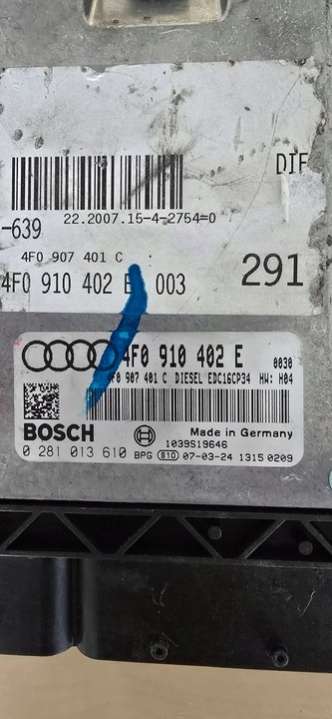 DIE
22.2007.15-4-2754=0
-639
4F0 907 401 C
4F0 910 402 E 003
291
4F0 910 402 E
0030
4F0 907 401 C DIESEL EDC16CP34 HW: H04
BOSCH
Made in Germany
1039S19646
0 281 013 610 BPG 810 07-03-24 1315 0209